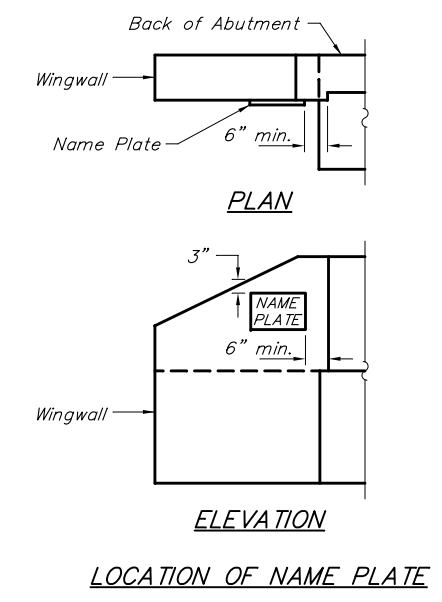 Back of Abutment
Wingwall
Name Plate
6" min.
PLAN
3"
NAME
PLATE
6" min.
Wingwall
ELEVATION
LOCATION OF NAME PLATE